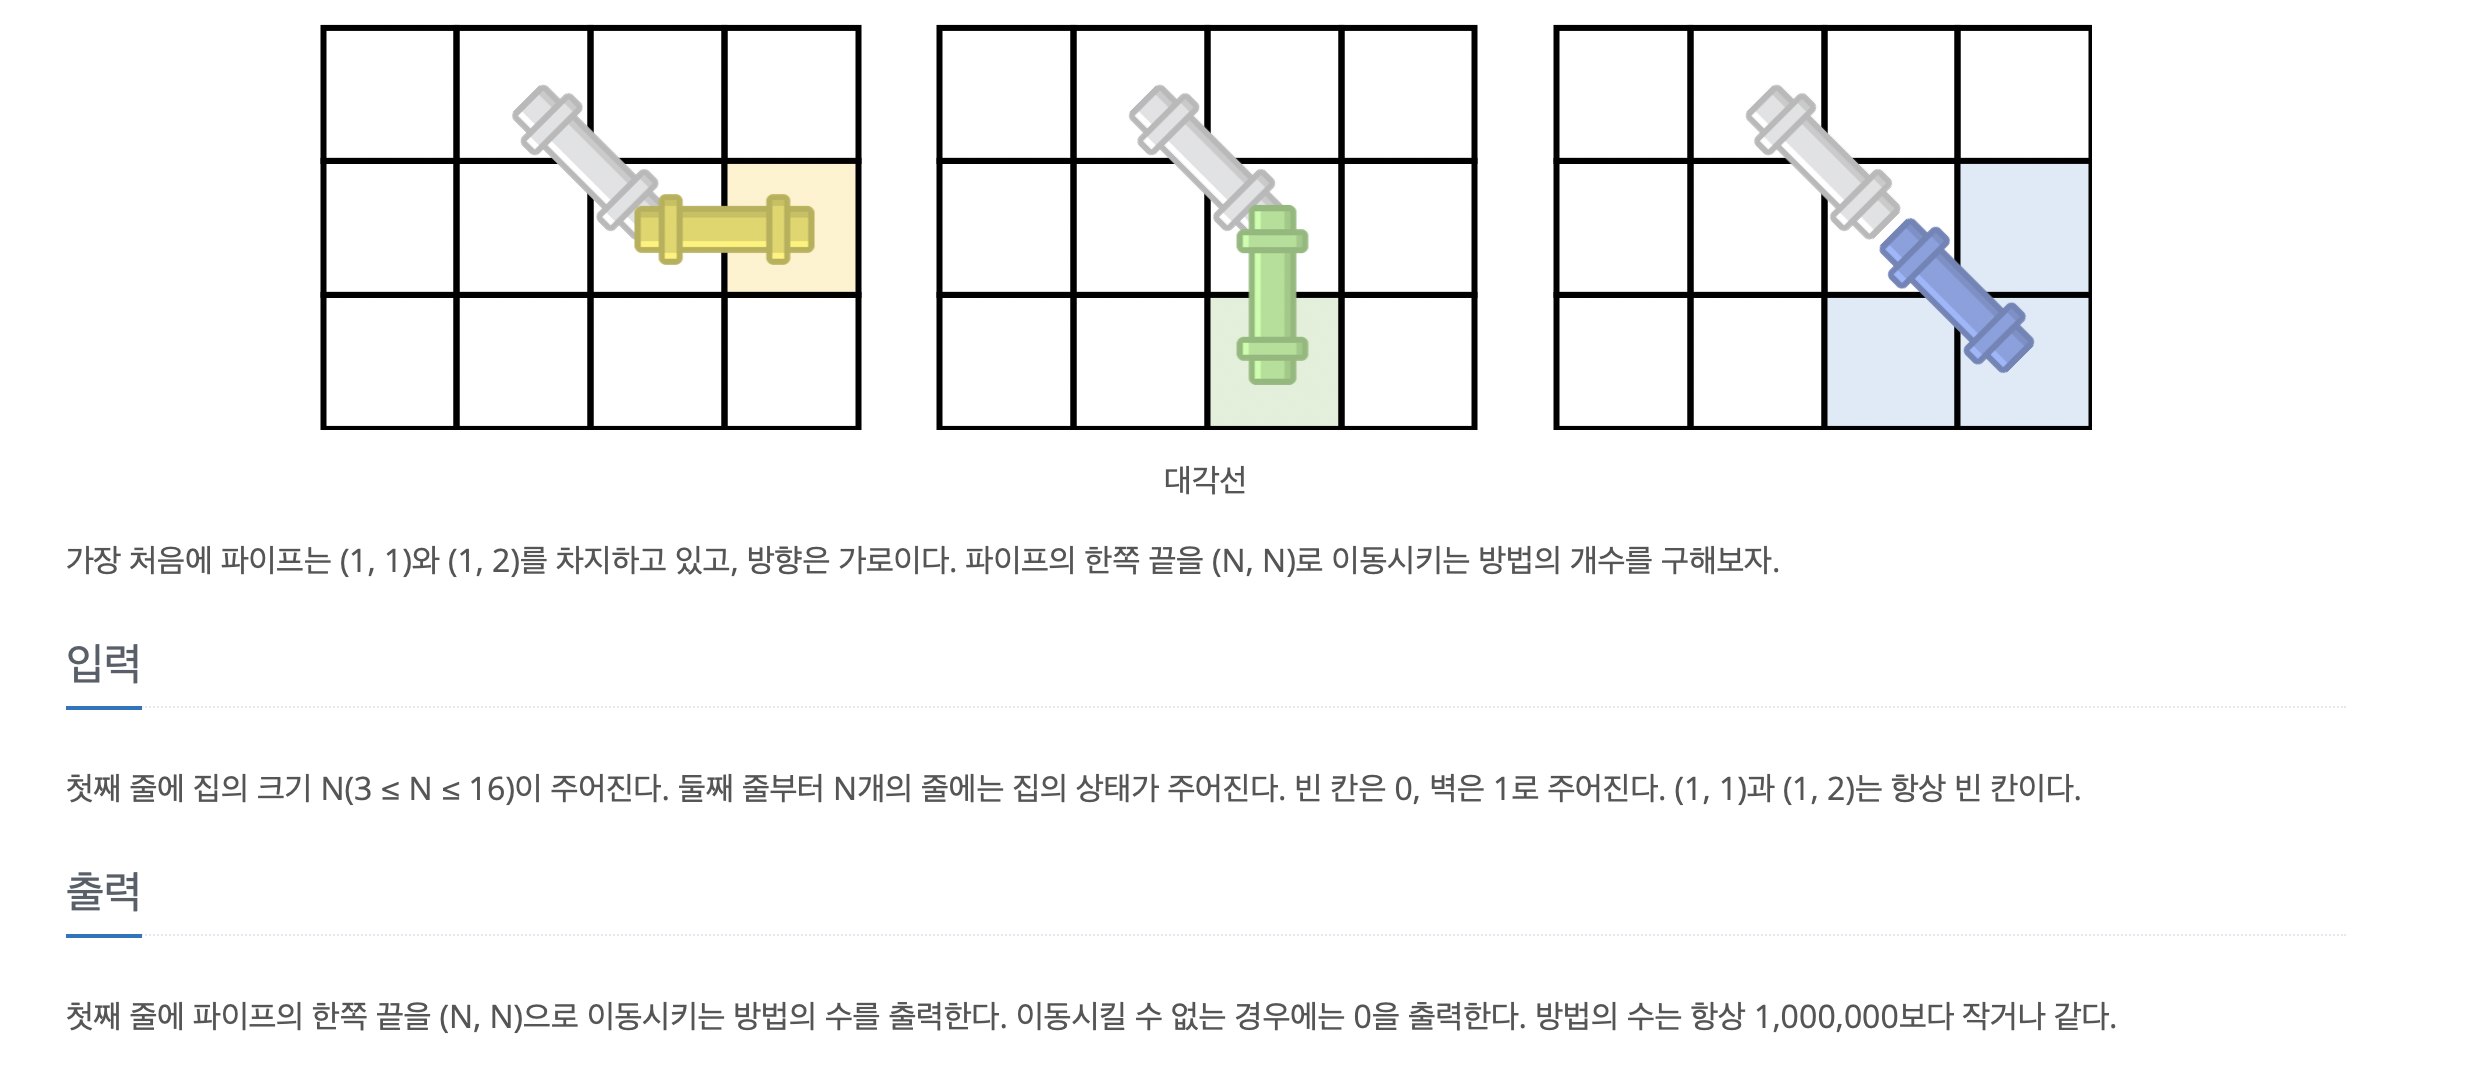 대각선
가장 처음에 파이프는 (1, 1)와 (1, 2)를 차지하고 있고, 방향은 가로이다. 파이프의 한쪽 끝을 (N, N)로 이동시키는 방법의 개수를 구해보자.
입력
첫째 줄에 집의 크기 N(3 ≤ N ≤ 16)이 주어진다. 둘째 줄부터 N개의 줄에는 집의 상태가 주어진다. 빈 칸은 0, 벽은 1로 주어진다. (1, 1)과 (1, 2)는 항상 빈 칸이다.
출력
첫째 줄에 파이프의 한쪽 끝을 (N, N)으로 이동시키는 방법의 수를 출력한다. 이동시킬 수 없는 경우에는 0을 출력한다. 방법의 수는 항상 1,000,000보다 작거나 같다.